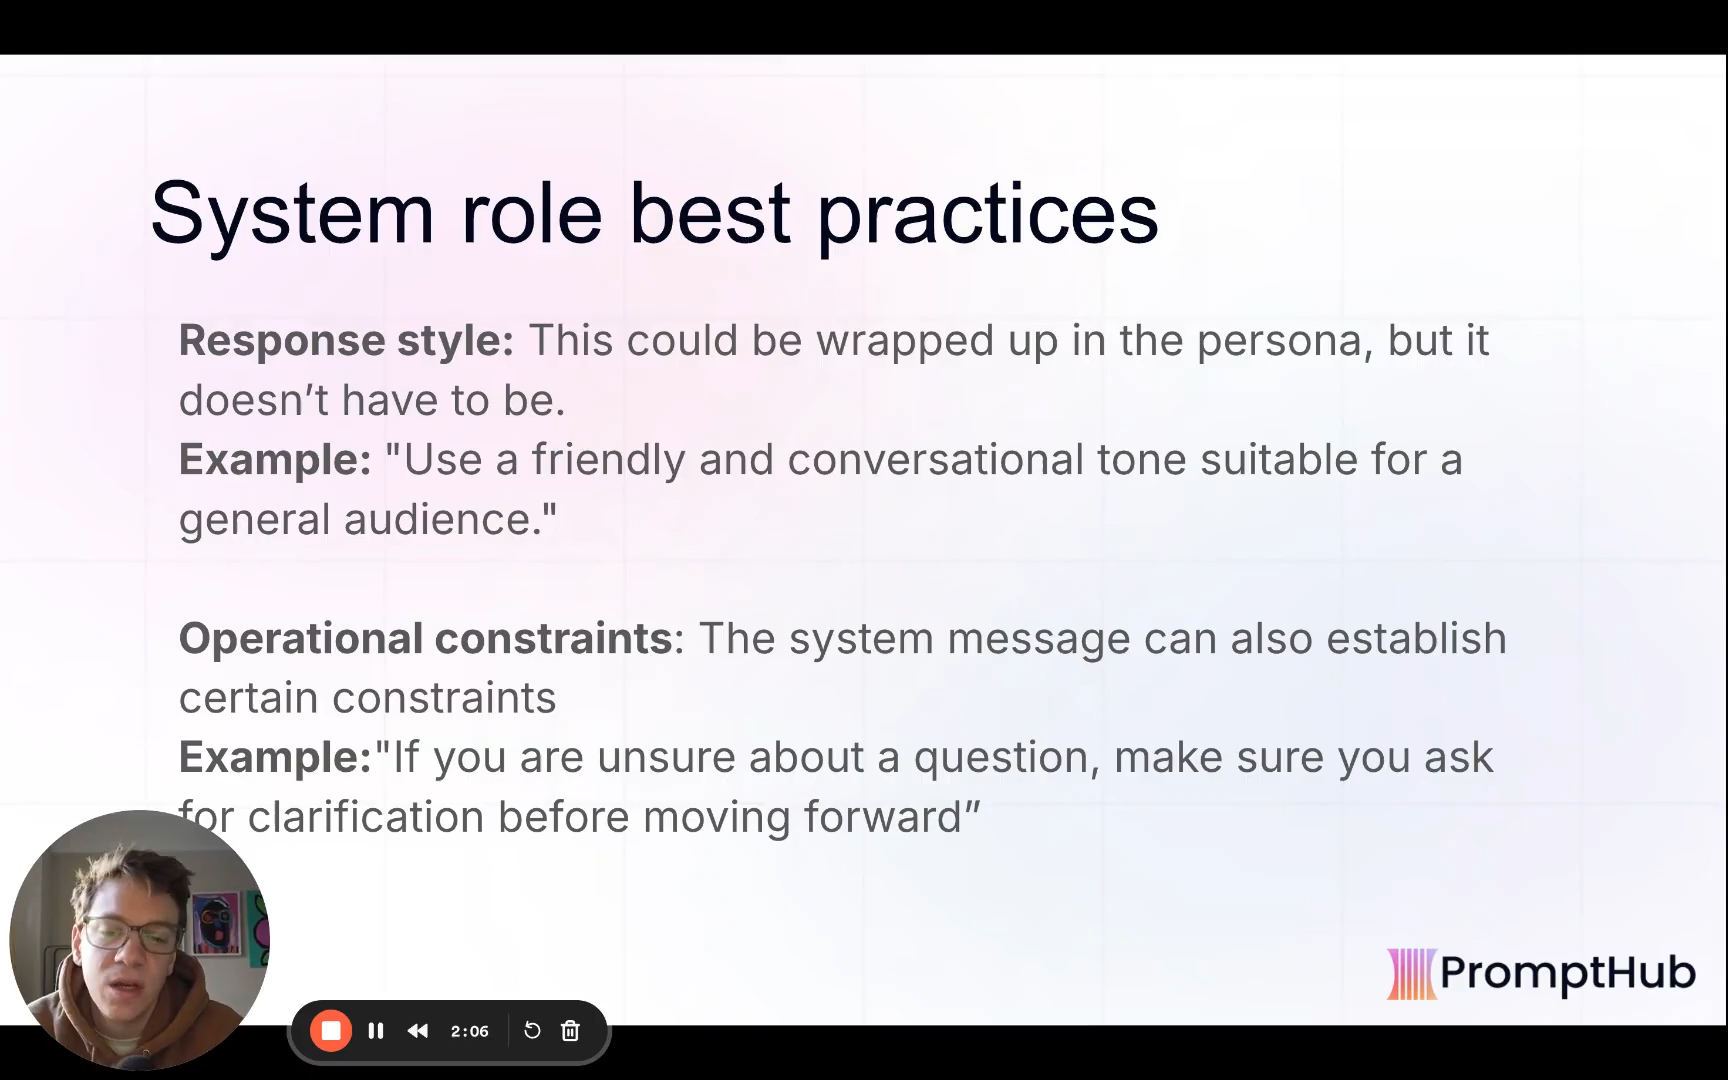 System role best practices
Response style: This could be wrapped up in the persona, but it
doesn’t have to be.
Example: "Use a friendly and conversational tone suitable for a
general audience."
Operational constraints: The system message can also establish
certain constraints
Example:"If you are unsure about a question, make sure you ask
for clarification before moving forward”
PromptHub
2:06